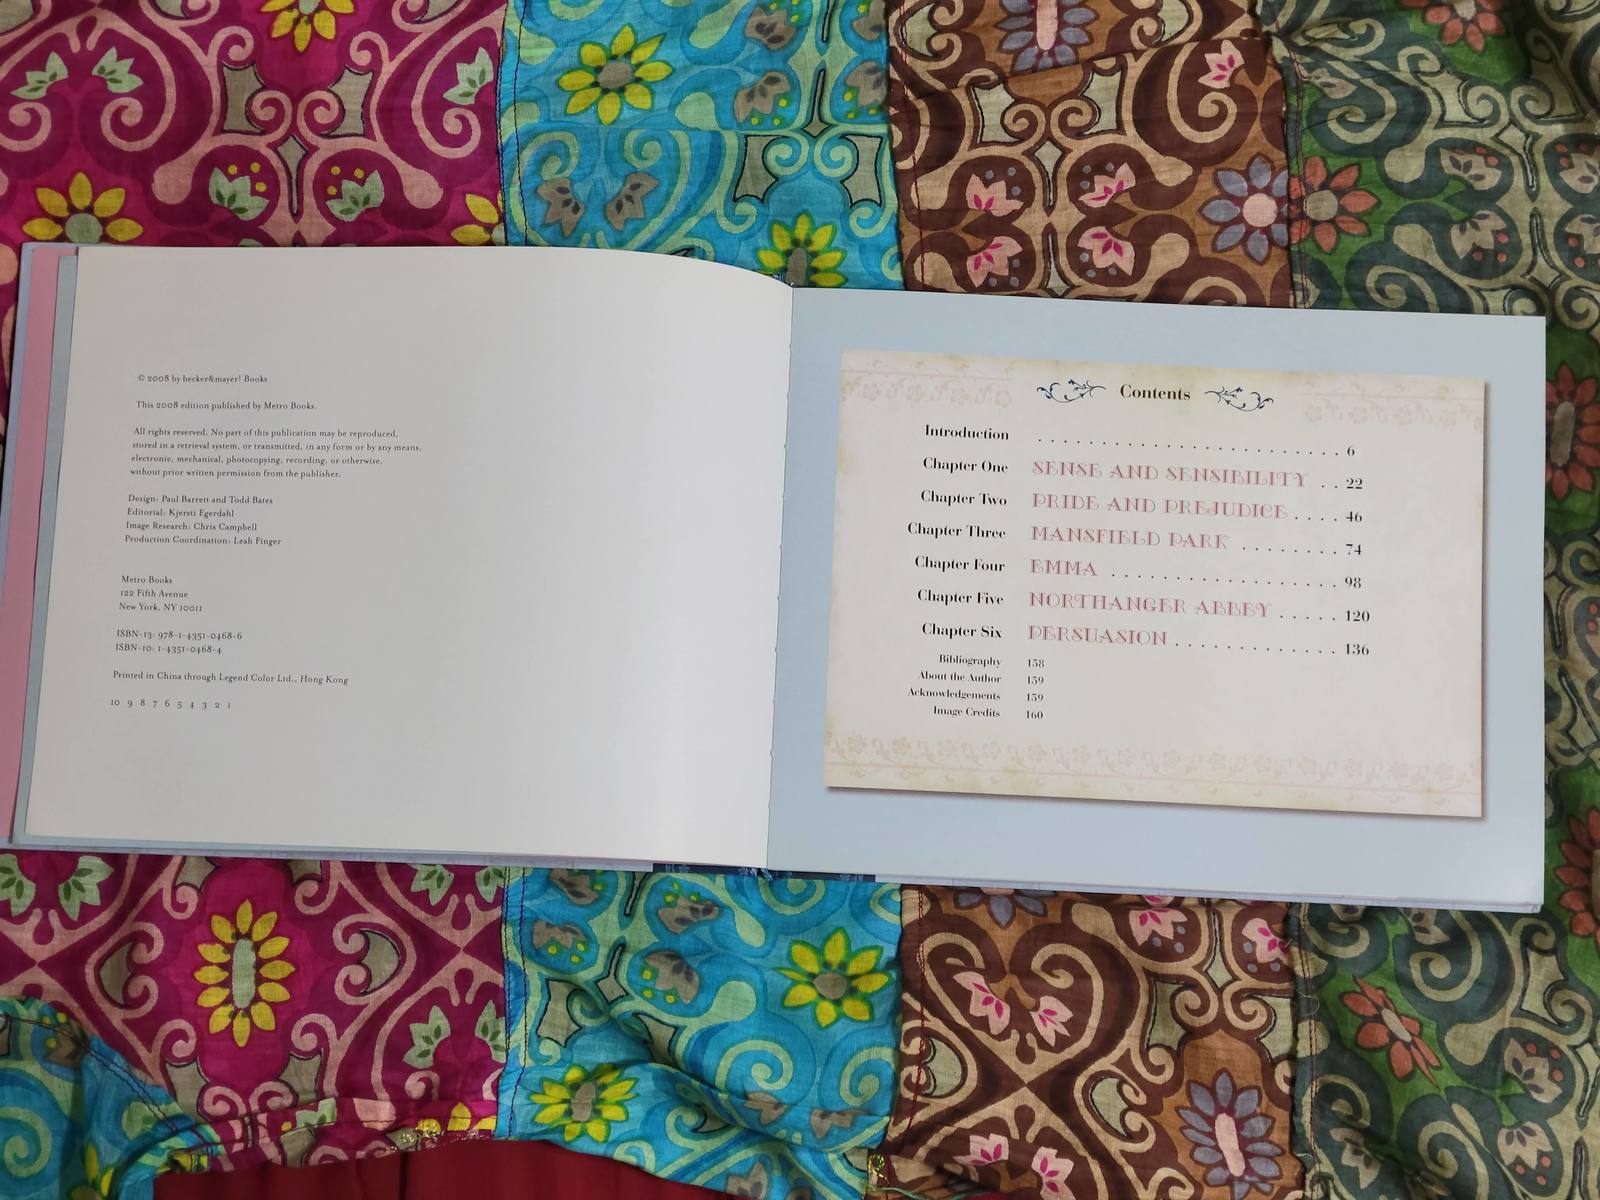 © 2008 by becker&mayer! Books
This 2008 edition published by Metro Books.
All rights reserved. No part of this publication may be reproduced,
stored in a retrieval system, or transmitted, in any form or by any means,
electronic, mechanical, photocopying, recording, or otherwise,
without prior written permission from the publisher.
Design: Paul Barrett and Todd Bates
Editorial: Kjersti Egerdahl
Image Research: Chris Campbell
Production Coordination: Leah Finger
Metro Books
122 Fifth Avenue
New York, NY 10011
ISBN-13: 978-1-4351-0468-6
ISBN-10: 1-4351-0468-4
Printed in China through Legend Color Ltd., Hong Kong
10 9 8 7 6 5 4 3 2 1
Contents
Introduction . . . . . . . . . . . . . . . . . . . . . . . . 6
Chapter One SENSE AND SENSIBILITY . . 22
Chapter Two PRIDE AND PREJUDICE . . . . 46
Chapter Three MANSFIELD PARK . . . . . . . . 74
Chapter Four EMMA . . . . . . . . . . . . . . . . . . 98
Chapter Five NORTHANGER ABBEY . . . . . 120
Chapter Six PERSUASION . . . . . . . . . . . . . 136
Bibliography 158
About the Author 159
Acknowledgements 159
Image Credits 160